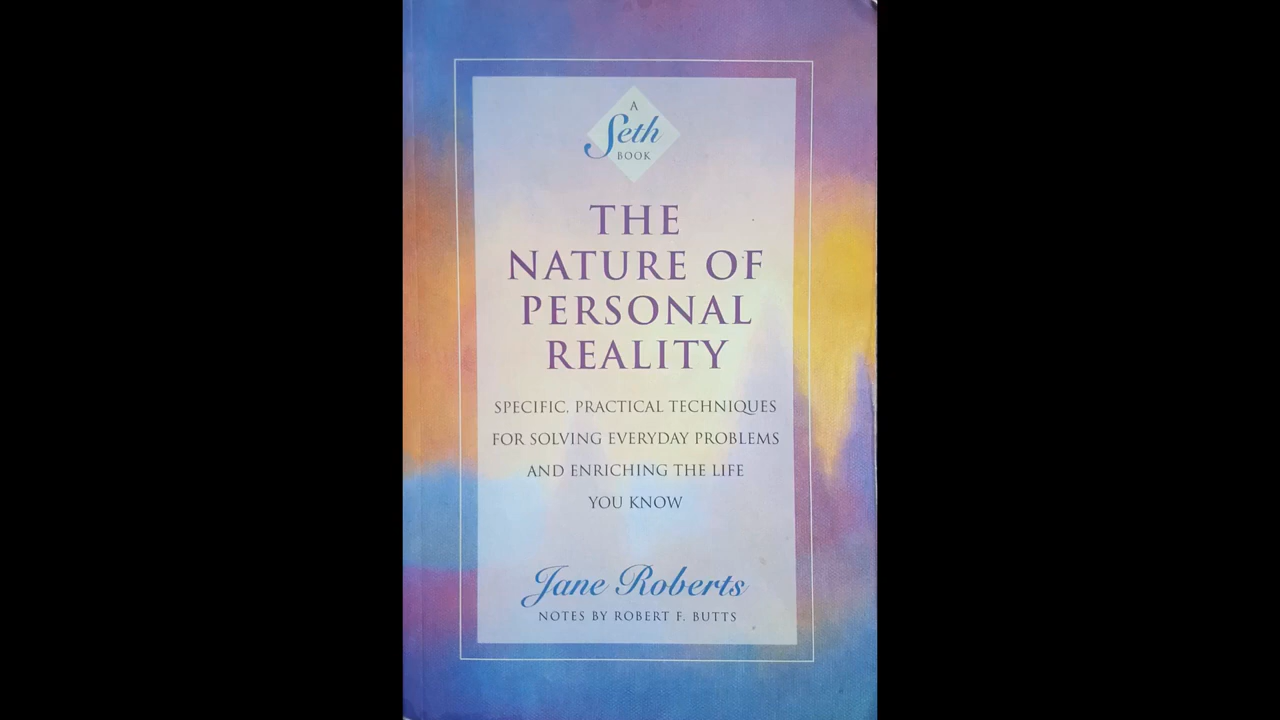 A
Seth
BOOK
THE
NATURE OF
PERSONAL
REALITY
SPECIFIC, PRACTICAL TECHNIQUES
FOR SOLVING EVERYDAY PROBLEMS
AND ENRICHING THE LIFE
YOU KNOW
Jane Roberts
NOTES BY ROBERT F. BUTTS